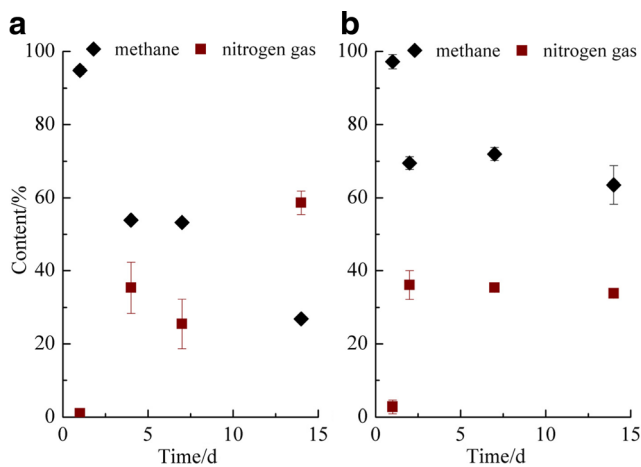 a b
methane nitrogen gas methane nitrogen gas
100 100
80 80
60 60
40 40
20 20
0 0
0 5 10 15 0 5 10 15
Content/%
Time/d Time/d